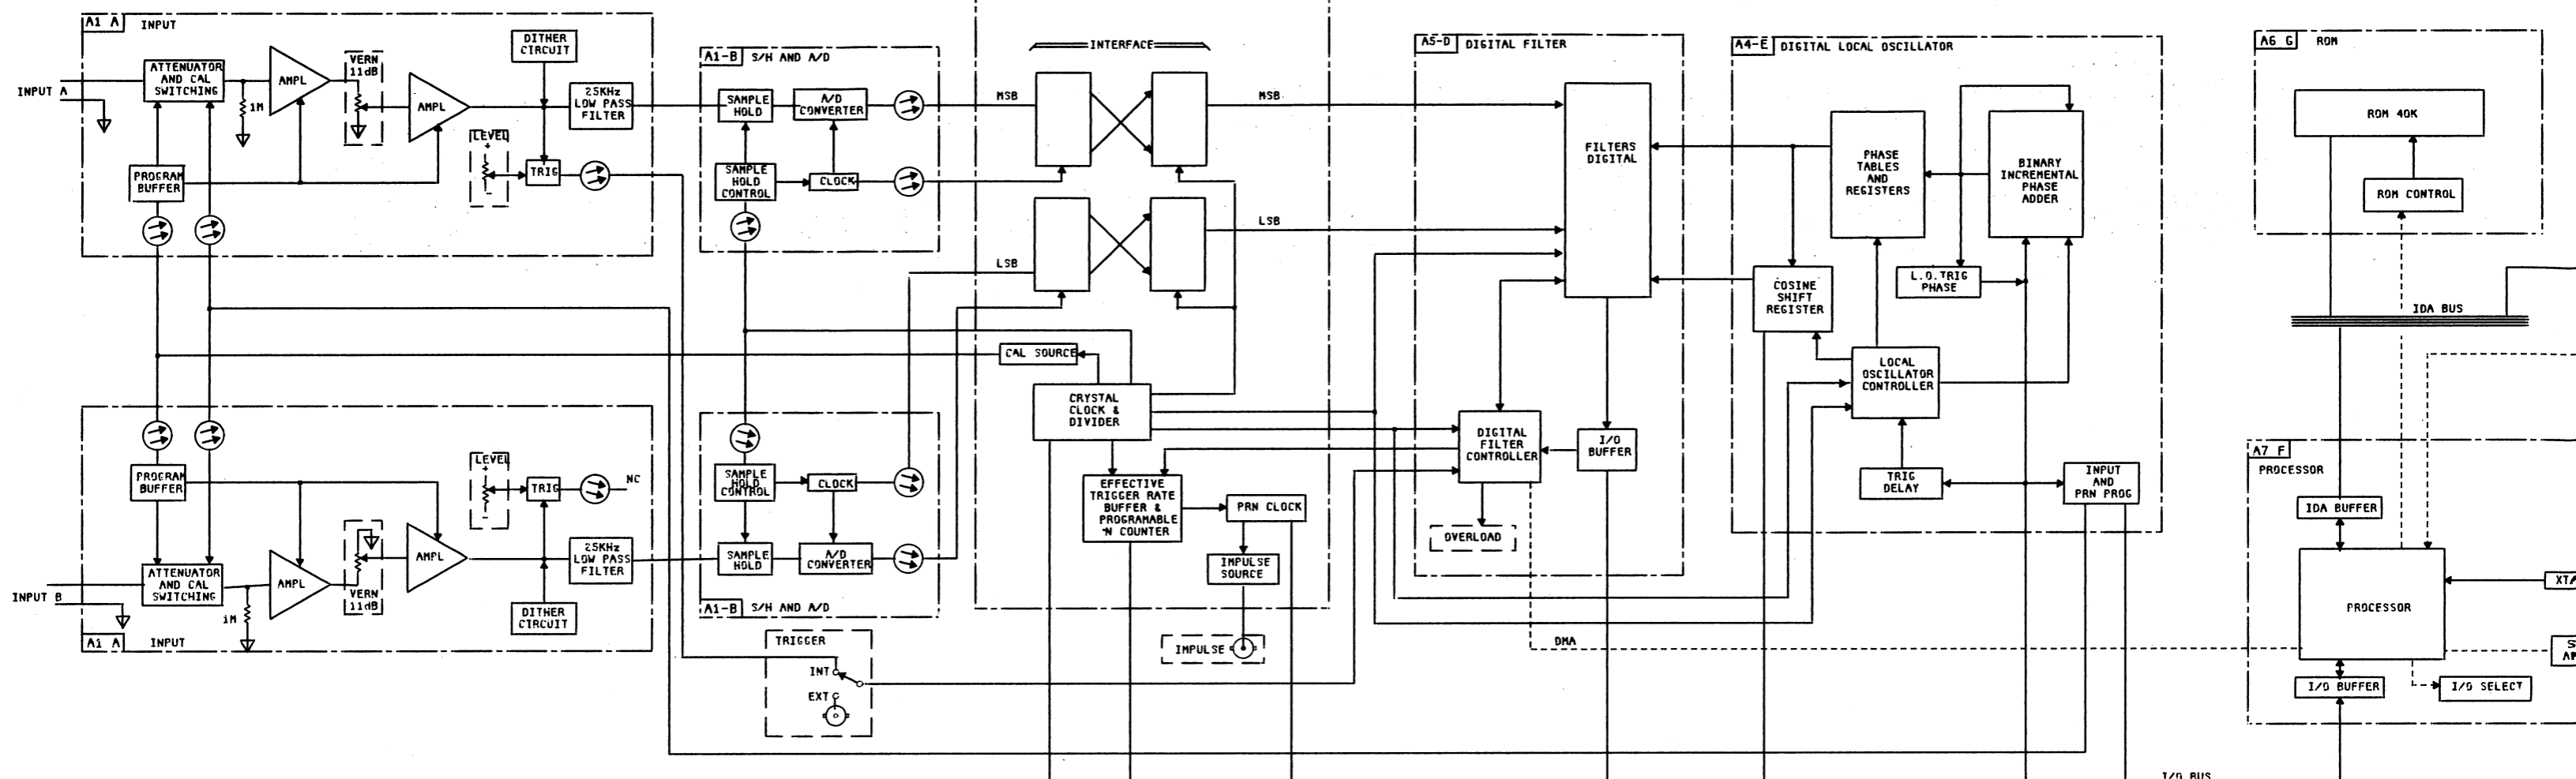 A1 A INPUT
INPUT A
ATTENUATOR
AND CAL
SWITCHING
1M
AMPL
VERN
11dB
AMPL
DITHER
CIRCUIT
25KHz
LOW PASS
FILTER
LEVEL
+
-
TRIG
PROGRAM
BUFFER
A1-B S/H AND A/D
SAMPLE
HOLD
A/D
CONVERTER
SAMPLE
HOLD
CONTROL
CLOCK
INTERFACE
MSB
MSB
LSB
LSB
CAL SOURCE
CRYSTAL
CLOCK &
DIVIDER
EFFECTIVE
TRIGGER RATE
BUFFER &
PROGRAMABLE
÷N COUNTER
PRN CLOCK
IMPULSE
SOURCE
IMPULSE
PROGRAM
BUFFER
LEVEL
+
-
TRIG
NC
INPUT B
ATTENUATOR
AND CAL
SWITCHING
1M
AMPL
VERN
11dB
AMPL
25KHz
LOW PASS
FILTER
DITHER
CIRCUIT
A1 A INPUT
SAMPLE
HOLD
CONTROL
CLOCK
SAMPLE
HOLD
A/D
CONVERTER
A1-B S/H AND A/D
TRIGGER
INT
EXT
A5-D DIGITAL FILTER
FILTERS
DIGITAL
DIGITAL
FILTER
CONTROLLER
I/O
BUFFER
OVERLOAD
DMA
A4-E DIGITAL LOCAL OSCILLATOR
PHASE
TABLES
AND
REGISTERS
BINARY
INCREMENTAL
PHASE
ADDER
COSINE
SHIFT
REGISTER
L.O.TRIG
PHASE
LOCAL
OSCILLATOR
CONTROLLER
TRIG
DELAY
INPUT
AND
PRN PROG
A6 G ROM
ROM 40K
ROM CONTROL
IDA BUS
A7 F
PROCESSOR
IDA BUFFER
PROCESSOR
I/O BUFFER
I/O SELECT
I/O BUS